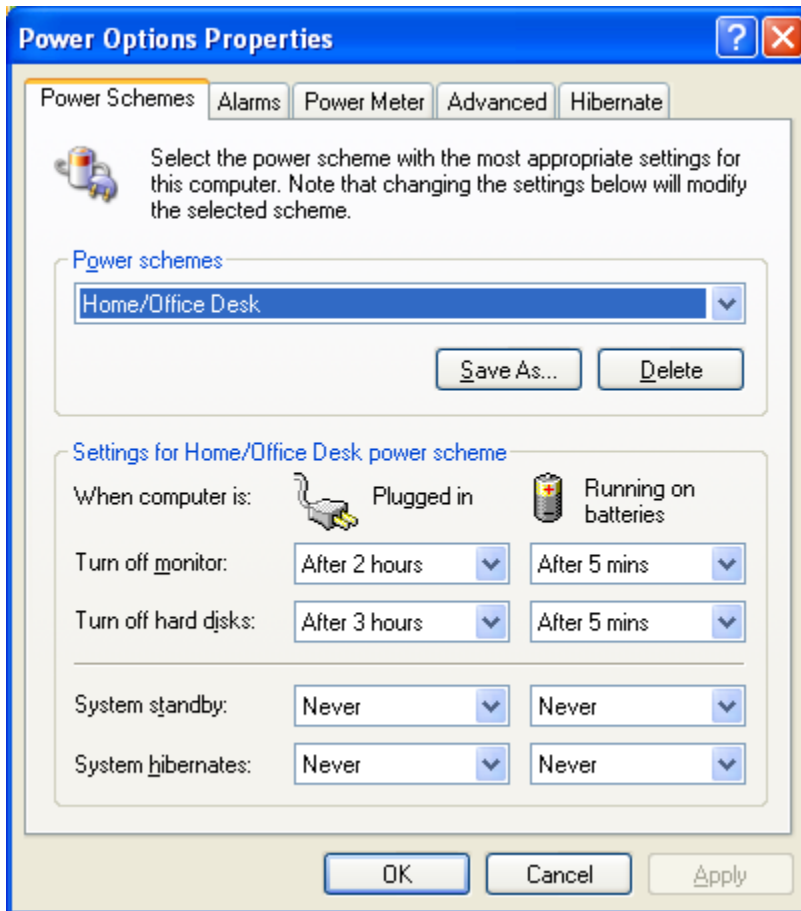 Power Options Properties
?
Power Schemes Alarms Power Meter Advanced Hibernate
Select the power scheme with the most appropriate settings for
this computer. Note that changing the settings below will modify
the selected scheme.
Power schemes
Home/Office Desk
Save As... Delete
Settings for Home/Office Desk power scheme
When computer is: Plugged in Running on
batteries
Turn off monitor: After 2 hours After 5 mins
Turn off hard disks: After 3 hours After 5 mins
System standby: Never Never
System hibernates: Never Never
OK Cancel Apply